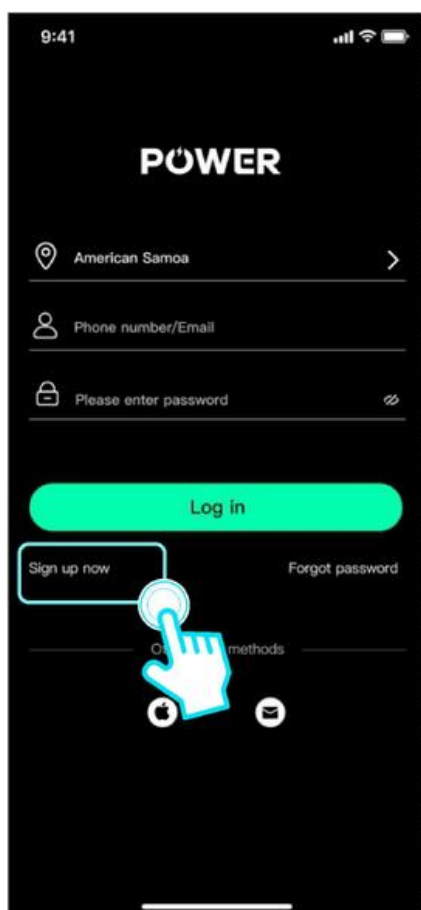 9:41
POWER
American Samoa
Phone number/Email
Please enter password
Log in
Sign up now
Forgot password
methods